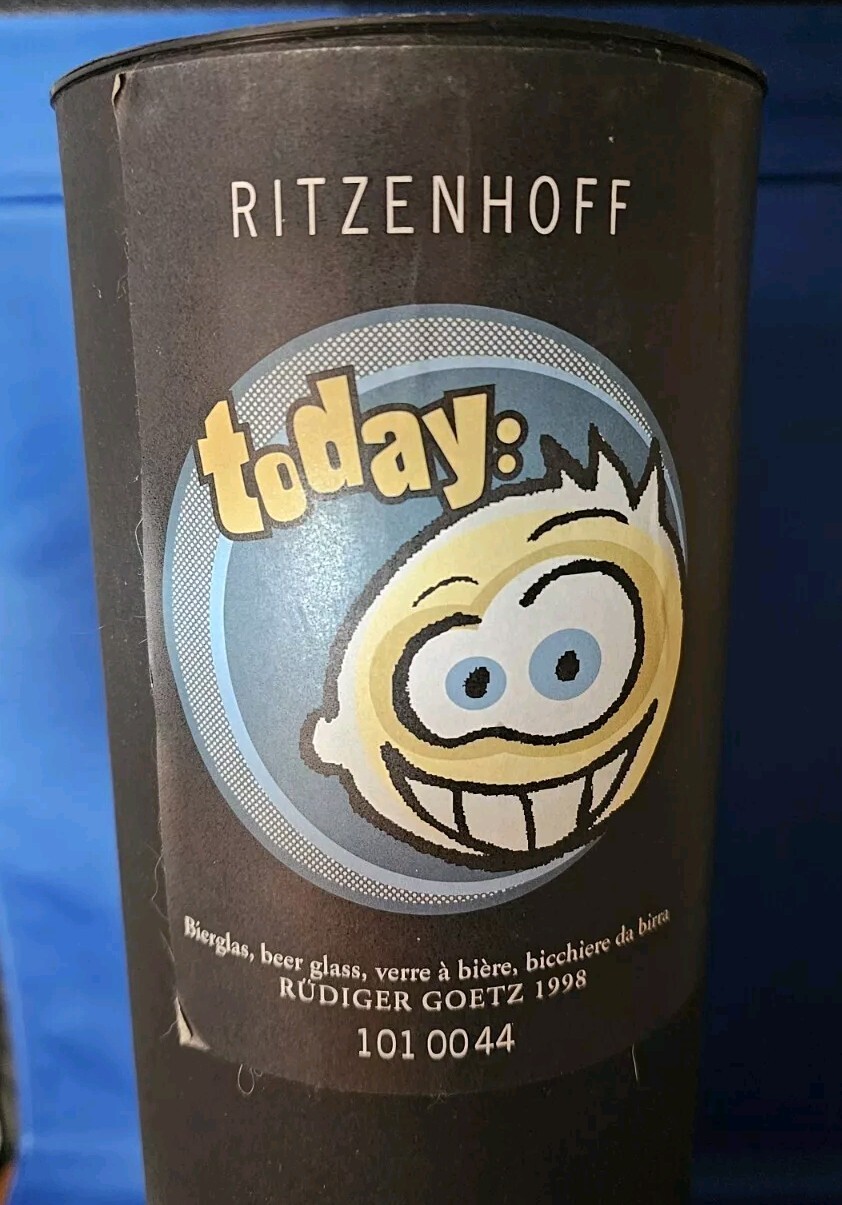 RITZENHOFF
today:
Bierglas, beer glass, verre à bière, bicchiere da birra
RÜDIGER GOETZ 1998
101 00 44